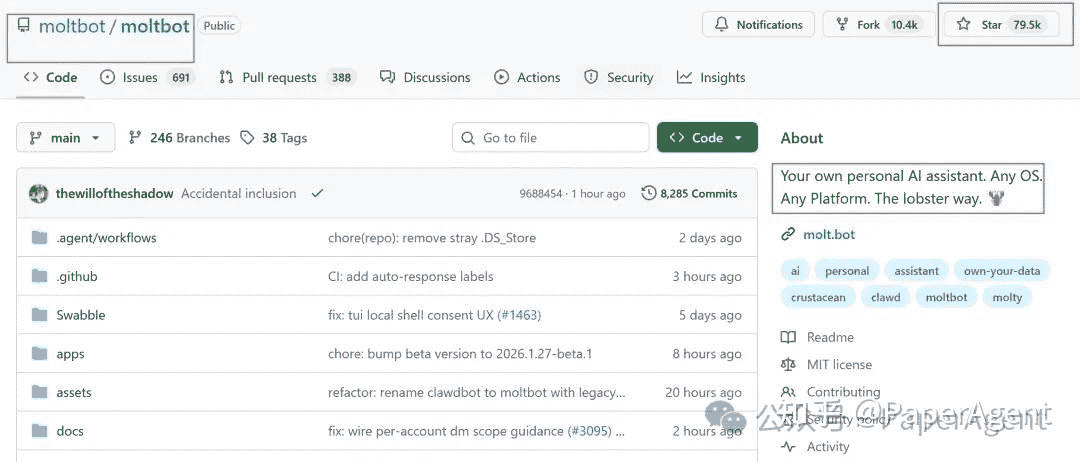 moltbot / moltbot Public Notifications Fork 10.4k Star 79.5k
Code Issues 691 Pull requests 388 Discussions Actions Security Insights
main 246 Branches 38 Tags Go to file Code
thewilloftheshadow Accidental inclusion 9688454 · 1 hour ago 8,285 Commits
.agent/workflows chore(repo): remove stray .DS_Store 2 days ago
.github CI: add auto-response labels 3 hours ago
Swabble fix: tui local shell consent UX (#1463) 5 days ago
apps chore: bump beta version to 2026.1.27-beta.1 8 hours ago
assets refactor: rename clawdbot to moltbot with legacy... 20 hours ago
docs fix: wire per-account dm scope guidance (#3095) ... 2 hours ago
About
Your own personal AI assistant. Any OS.
Any Platform. The lobster way. 🦞
molt.bot
ai personal assistant own-your-data
crustacean clawd moltbot molty
Readme
MIT license
Contributing
Security policy
Activity
公众号 @PaperAgent